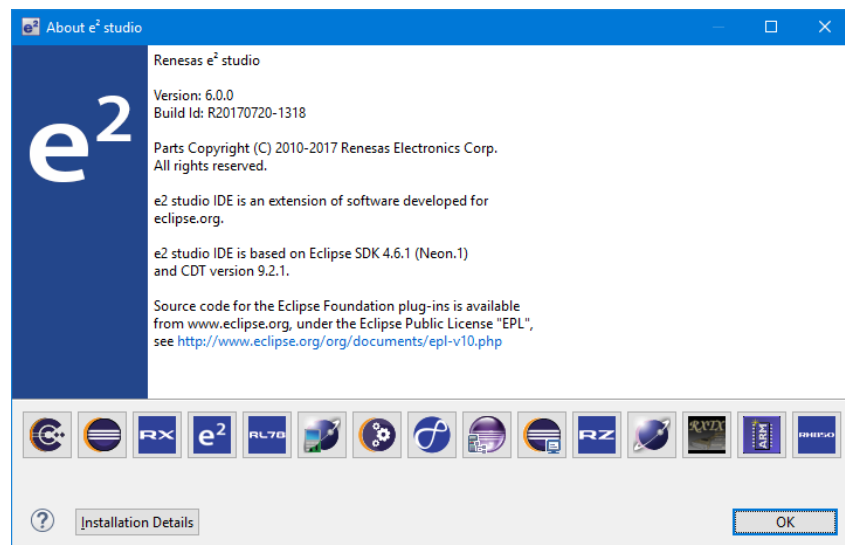 About e² studio
Renesas e² studio
Version: 6.0.0
Build Id: R20170720-1318
Parts Copyright (C) 2010-2017 Renesas Electronics Corp.
All rights reserved.
e2 studio IDE is an extension of software developed for
eclipse.org.
e2 studio IDE is based on Eclipse SDK 4.6.1 (Neon.1)
and CDT version 9.2.1.
Source code for the Eclipse Foundation plug-ins is available
from www.eclipse.org, under the Eclipse Public License "EPL",
see http://www.eclipse.org/org/documents/epl-v10.php
e²
RX e² RL78 RZ ARM RH850
? Installation Details OK